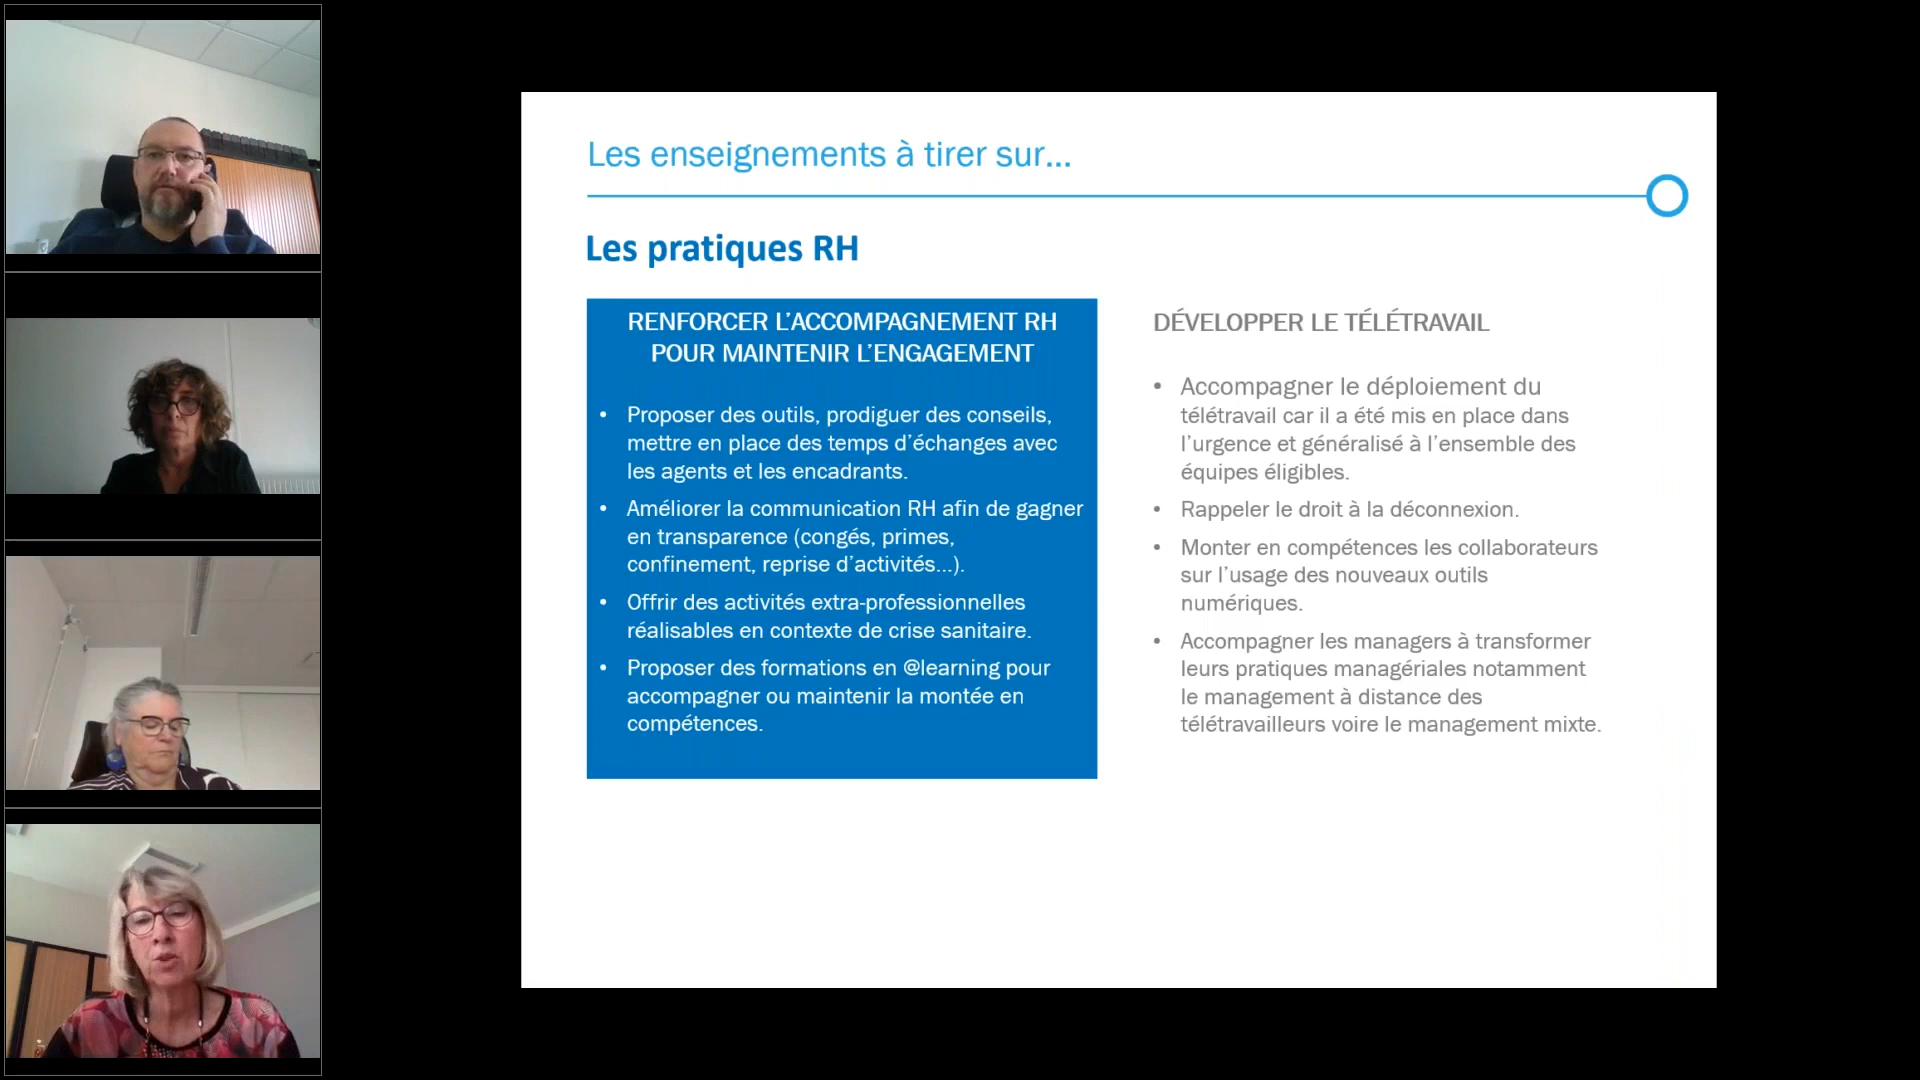 Les enseignements à tirer sur...
Les pratiques RH
RENFORCER L’ACCOMPAGNEMENT RH
POUR MAINTENIR L’ENGAGEMENT
• Proposer des outils, prodiguer des conseils,
mettre en place des temps d’échanges avec
les agents et les encadrants.
• Améliorer la communication RH afin de gagner
en transparence (congés, primes,
confinement, reprise d’activités...).
• Offrir des activités extra-professionnelles
réalisables en contexte de crise sanitaire.
• Proposer des formations en @learning pour
accompagner ou maintenir la montée en
compétences.
DÉVELOPPER LE TÉLÉTRAVAIL
• Accompagner le déploiement du
télétravail car il a été mis en place dans
l’urgence et généralisé à l’ensemble des
équipes éligibles.
• Rappeler le droit à la déconnexion.
• Monter en compétences les collaborateurs
sur l’usage des nouveaux outils
numériques.
• Accompagner les managers à transformer
leurs pratiques managériales notamment
le management à distance des
télétravailleurs voire le management mixte.